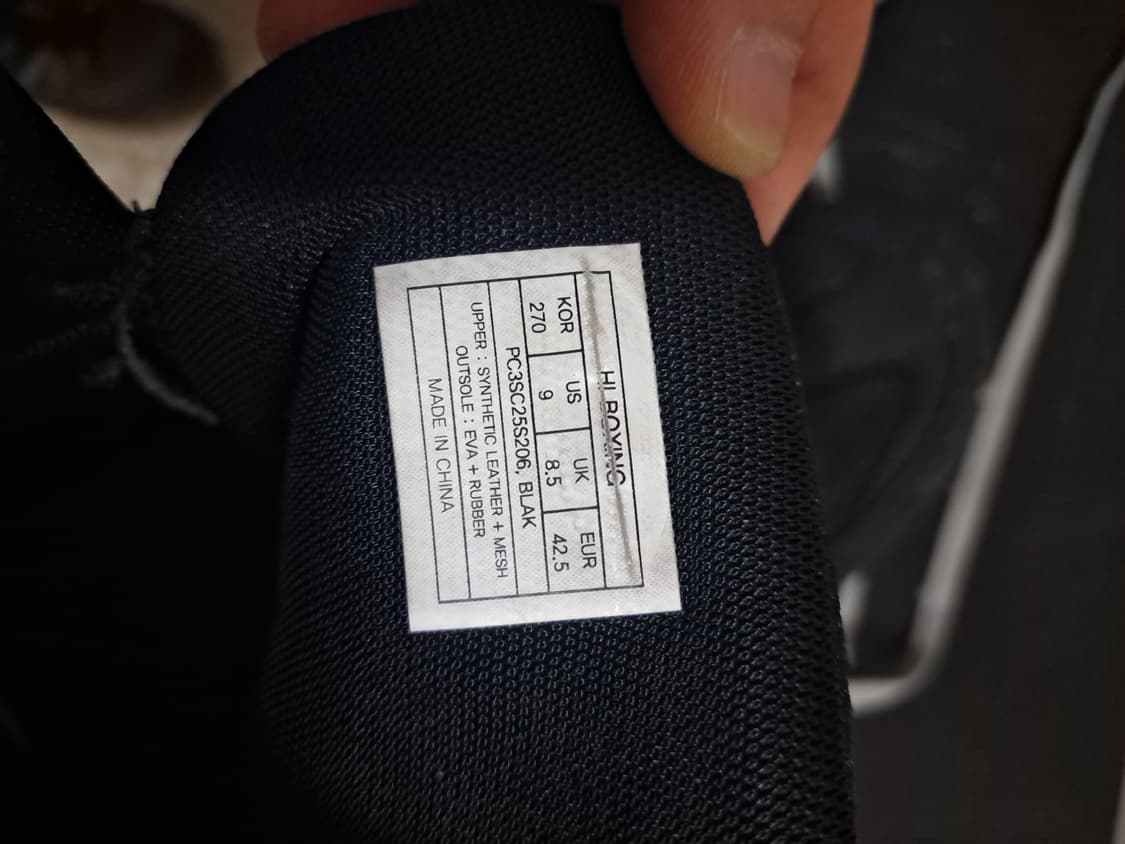 HI BOXING
KOR US UK EUR
270 9 8.5 42.5
PC3SC25S206, BLAK
UPPER : SYNTHETIC LEATHER + MESH
OUTSOLE : EVA + RUBBER
MADE IN CHINA